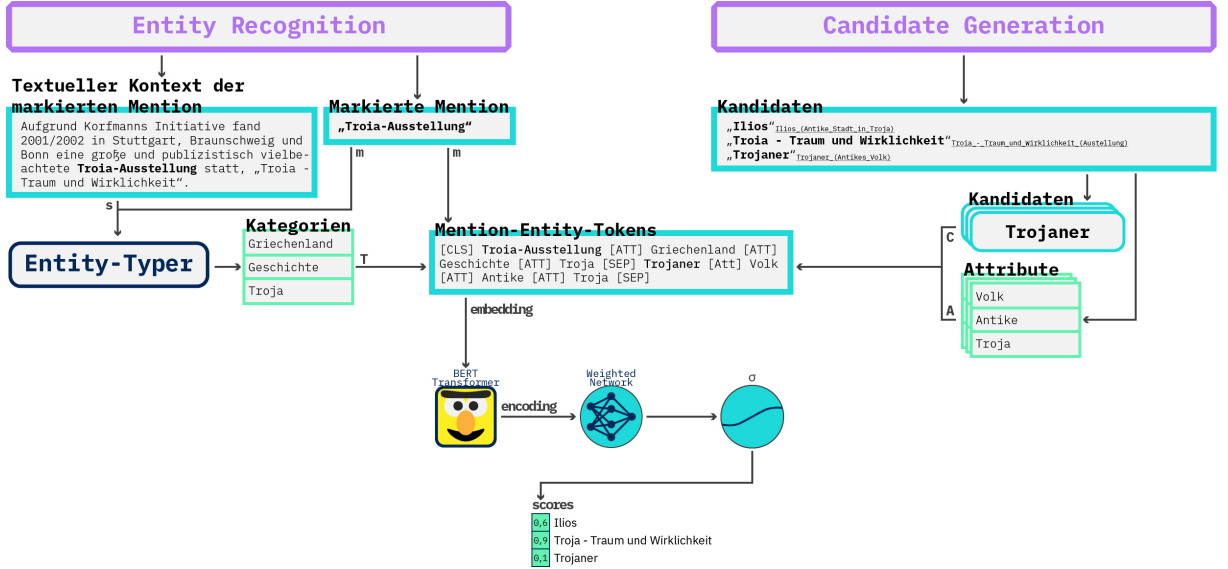 Entity Recognition
Candidate Generation
Textueller Kontext der
markierten Mention
Aufgrund Korfmanns Initiative fand
2001/2002 in Stuttgart, Braunschweig und
Bonn eine große und publizistisch vielbe-
achtete Troia-Ausstellung statt, „Troia -
Traum und Wirklichkeit“.
Markierte Mention
„Troia-Ausstellung“
Kandidaten
„Ilios“ Ilios_(Antike_Stadt_in_Troja)
„Troia - Traum und Wirklichkeit“ Troia_-_Traum_und_Wirklichkeit_(Austellung)
„Trojaner“ Trojaner_(Antikes_Volk)
s
m
m
Entity-Typer
Kategorien
Griechenland
Geschichte
Troja
T
Mention-Entity-Tokens
[CLS] Troia-Ausstellung [ATT] Griechenland [ATT]
Geschichte [ATT] Troja [SEP] Trojaner [Att] Volk
[ATT] Antike [ATT] Troja [SEP]
Kandidaten
Trojaner
C
Attribute
Volk
Antike
Troja
A
embedding
BERT
Transformer
encoding
Weighted
Network
σ
scores
0,6 Ilios
0,9 Troja - Traum und Wirklichkeit
0,1 Trojaner